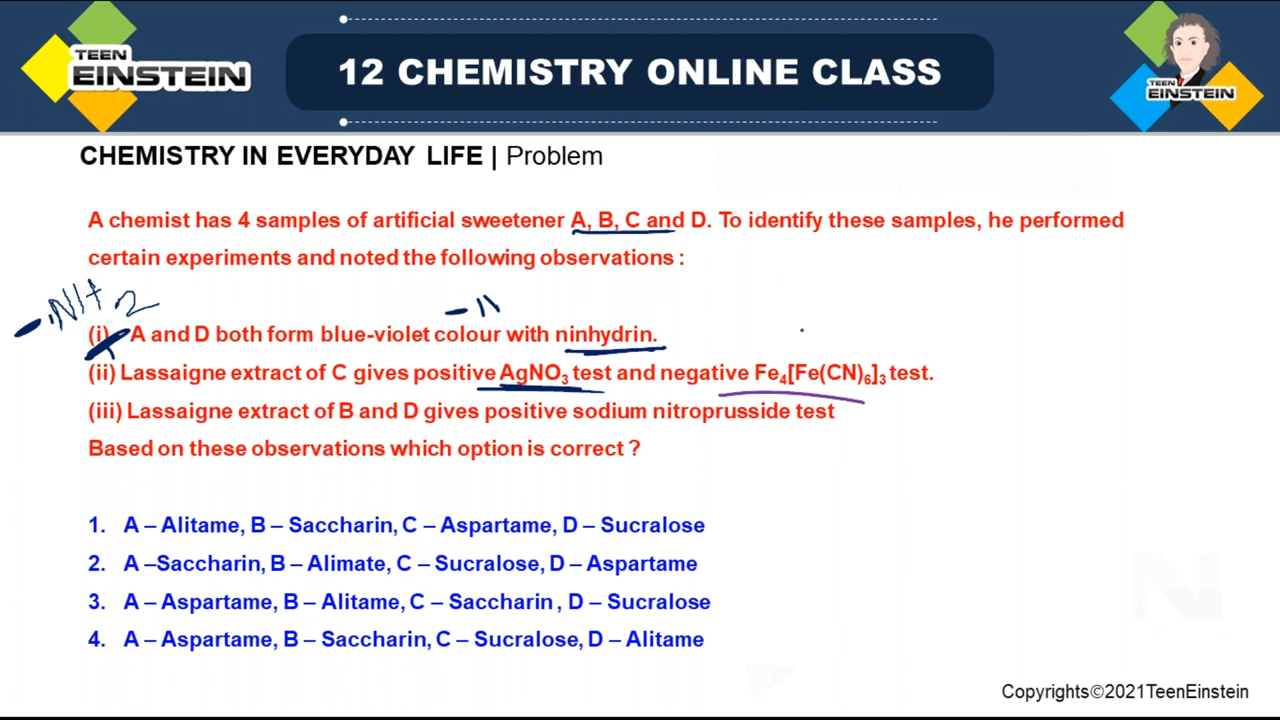 TEEN
EINSTEIN
12 CHEMISTRY ONLINE CLASS
TEEN
EINSTEIN
CHEMISTRY IN EVERYDAY LIFE | Problem
A chemist has 4 samples of artificial sweetener A, B, C and D. To identify these samples, he performed
certain experiments and noted the following observations :
-NH2
-N
(i) A and D both form blue-violet colour with ninhydrin.
(ii) Lassaigne extract of C gives positive AgNO₃ test and negative Fe₄[Fe(CN)₆]₃ test.
(iii) Lassaigne extract of B and D gives positive sodium nitroprusside test
Based on these observations which option is correct ?
1. A – Alitame, B – Saccharin, C – Aspartame, D – Sucralose
2. A –Saccharin, B – Alimate, C – Sucralose, D – Aspartame
3. A – Aspartame, B – Alitame, C – Saccharin , D – Sucralose
4. A – Aspartame, B – Saccharin, C – Sucralose, D – Alitame
N
Copyrights©2021TeenEinstein